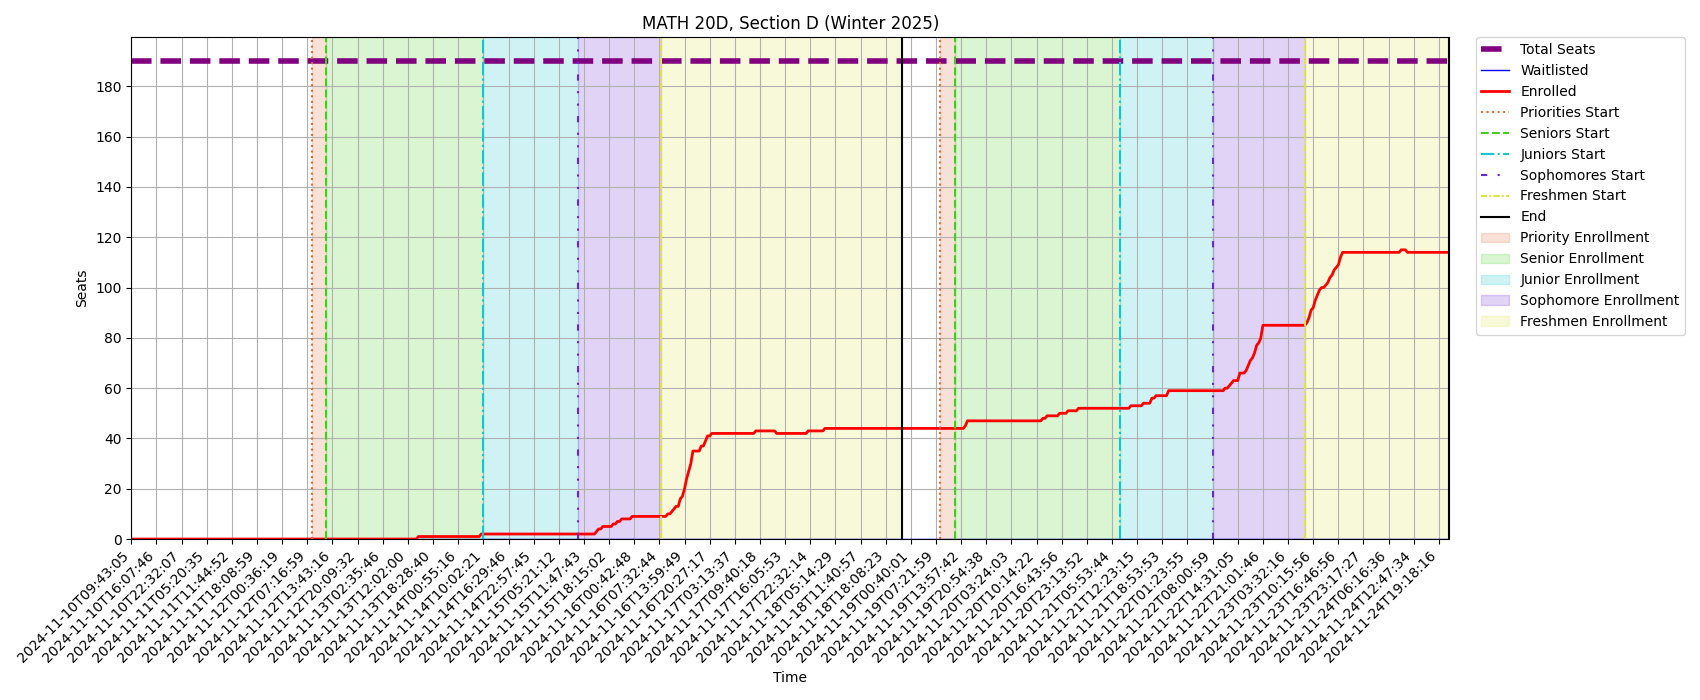 MATH 20D, Section D (Winter 2025)
Seats
180
160
140
120
100
80
60
40
20
0
2024-11-10T09:43:05
2024-11-10T16:07:46
2024-11-10T22:32:07
2024-11-11T05:20:35
2024-11-11T11:44:52
2024-11-11T18:08:59
2024-11-12T00:36:19
2024-11-12T07:16:59
2024-11-12T13:43:16
2024-11-12T20:09:32
2024-11-13T02:35:46
2024-11-13T12:02:00
2024-11-13T18:28:40
2024-11-14T00:55:16
2024-11-14T10:02:21
2024-11-14T16:29:46
2024-11-14T22:57:45
2024-11-15T05:21:12
2024-11-15T11:47:43
2024-11-15T18:15:02
2024-11-16T00:42:48
2024-11-16T07:32:44
2024-11-16T13:59:49
2024-11-16T20:27:17
2024-11-17T03:13:37
2024-11-17T09:40:18
2024-11-17T16:05:53
2024-11-17T22:32:14
2024-11-18T05:14:29
2024-11-18T11:40:57
2024-11-18T18:08:23
2024-11-19T00:40:01
2024-11-19T07:21:59
2024-11-19T13:57:42
2024-11-19T20:54:38
2024-11-20T03:24:03
2024-11-20T10:14:22
2024-11-20T16:43:56
2024-11-20T23:13:52
2024-11-21T05:53:44
2024-11-21T12:23:15
2024-11-21T18:53:53
2024-11-22T01:23:55
2024-11-22T08:00:59
2024-11-22T14:31:05
2024-11-22T21:01:46
2024-11-23T03:32:16
2024-11-23T10:15:56
2024-11-23T16:46:56
2024-11-23T23:17:27
2024-11-24T06:16:36
2024-11-24T12:47:34
2024-11-24T19:18:16
Time
Total Seats
Waitlisted
Enrolled
Priorities Start
Seniors Start
Juniors Start
Sophomores Start
Freshmen Start
End
Priority Enrollment
Senior Enrollment
Junior Enrollment
Sophomore Enrollment
Freshmen Enrollment